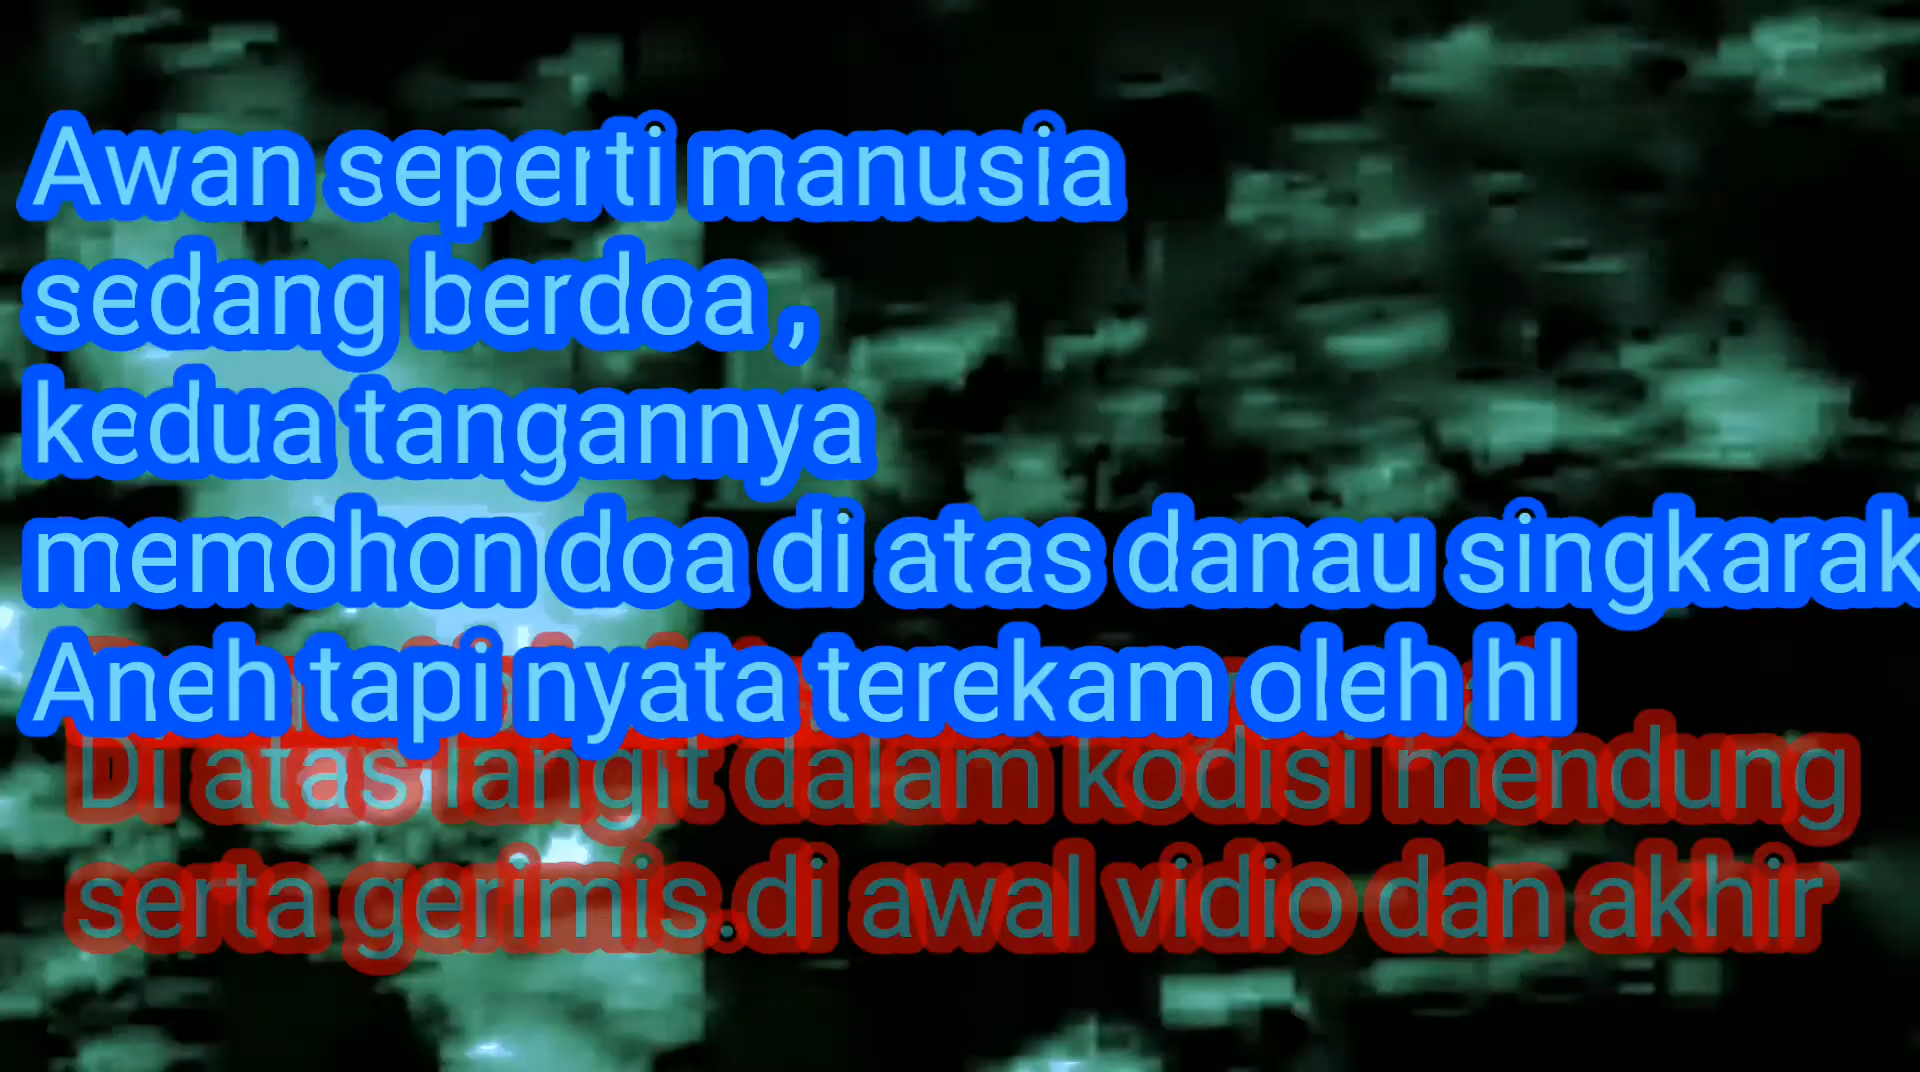 Awan seperti manusia
sedang berdoa ,
kedua tangannya
memohon doa di atas danau singkarak
Aneh tapi nyata terekam oleh hl
Di atas langit dalam kodisi mendung
serta gerimis.di awal vidio dan akhir